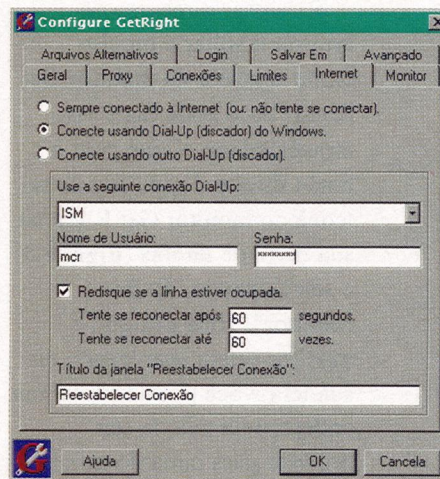 Configure GetRight
Arquivos Alternativos Login Salvar Em Avançado
Geral Proxy Conexões Limites Internet Monitor
Sempre conectado à Internet (ou: não tente se conectar).
Conecte usando Dial-Up (discador) do Windows.
Conecte usando outro Dial-Up (discador).
Use a seguinte conexão Dial-Up:
ISM
Nome de Usuário: Senha:
mcr xxxxxxxx
Redisque se a linha estiver ocupada.
Tente se reconectar após 60 segundos.
Tente se reconectar até 60 vezes.
Título da janela "Reestabelecer Conexão":
Reestabelecer Conexão
Ajuda OK Cancela